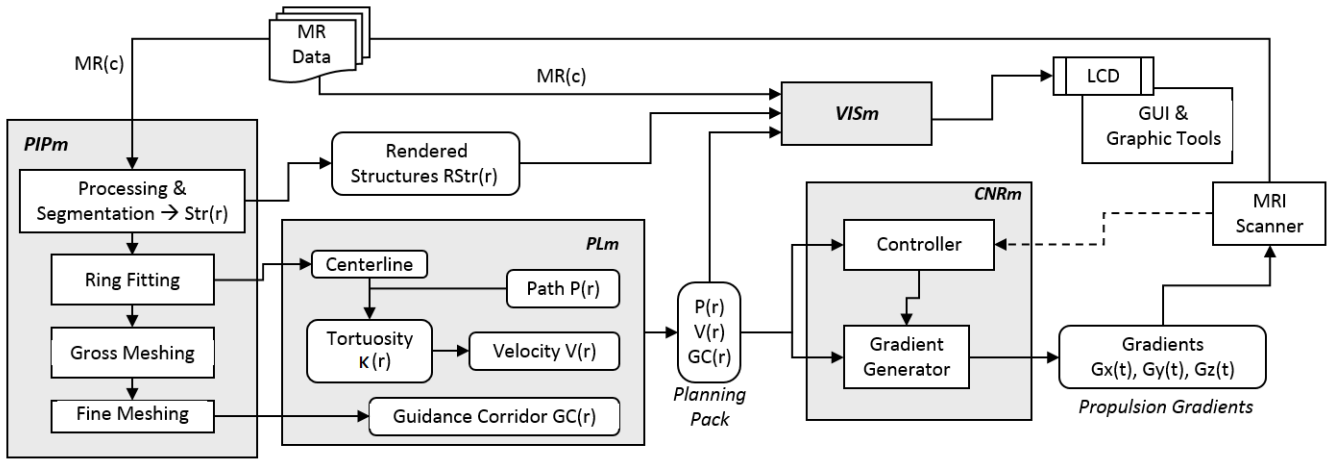 MR
Data
MR(c)
MR(c)
LCD
GUI &
Graphic Tools
VISm
PIPm
Processing &
Segmentation → Str(r)
Rendered
Structures RStr(r)
Ring Fitting
Gross Meshing
Fine Meshing
PLm
Centerline
Path P(r)
Tortuosity
κ(r)
Velocity V(r)
Guidance Corridor GC(r)
P(r)
V(r)
GC(r)
Planning
Pack
CNRm
Controller
Gradient
Generator
MRI
Scanner
Gradients
Gx(t), Gy(t), Gz(t)
Propulsion Gradients